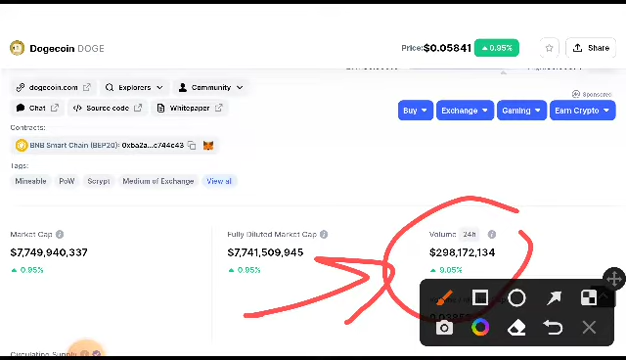 Dogecoin DOGE
Price: $0.05841 ▲ 0.95%
Share
dogecoin.com Explorers Community
Sponsored
Chat Source code Whitepaper
Buy Exchange Gaming Earn Crypto
Contracts:
BNB Smart Chain (BEP20): 0xba2a...c744c43
Tags:
Mineable PoW Scrypt Medium of Exchange View all
Market Cap Fully Diluted Market Cap Volume 24h
$7,749,940,337 $7,741,509,945 $298,172,134
▲ 0.95% ▲ 0.95% ▲ 9.05%
Circulating Supply